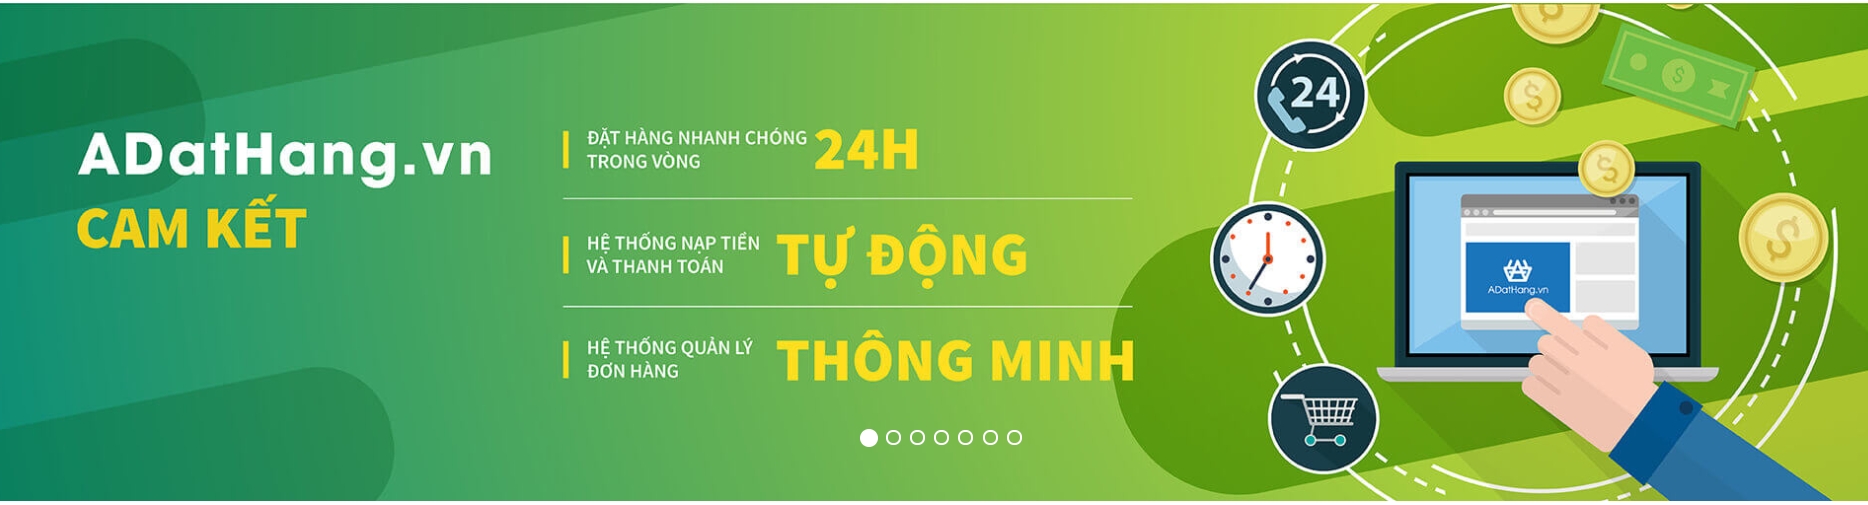 ADatHang.vn
CAM KẾT
ĐẶT HÀNG NHANH CHÓNG
TRONG VÒNG
24H
HỆ THỐNG NẠP TIỀN
VÀ THANH TOÁN
TỰ ĐỘNG
HỆ THỐNG QUẢN LÝ
ĐƠN HÀNG
THÔNG MINH
24
ADatHang.vn
$
$
$
$
$